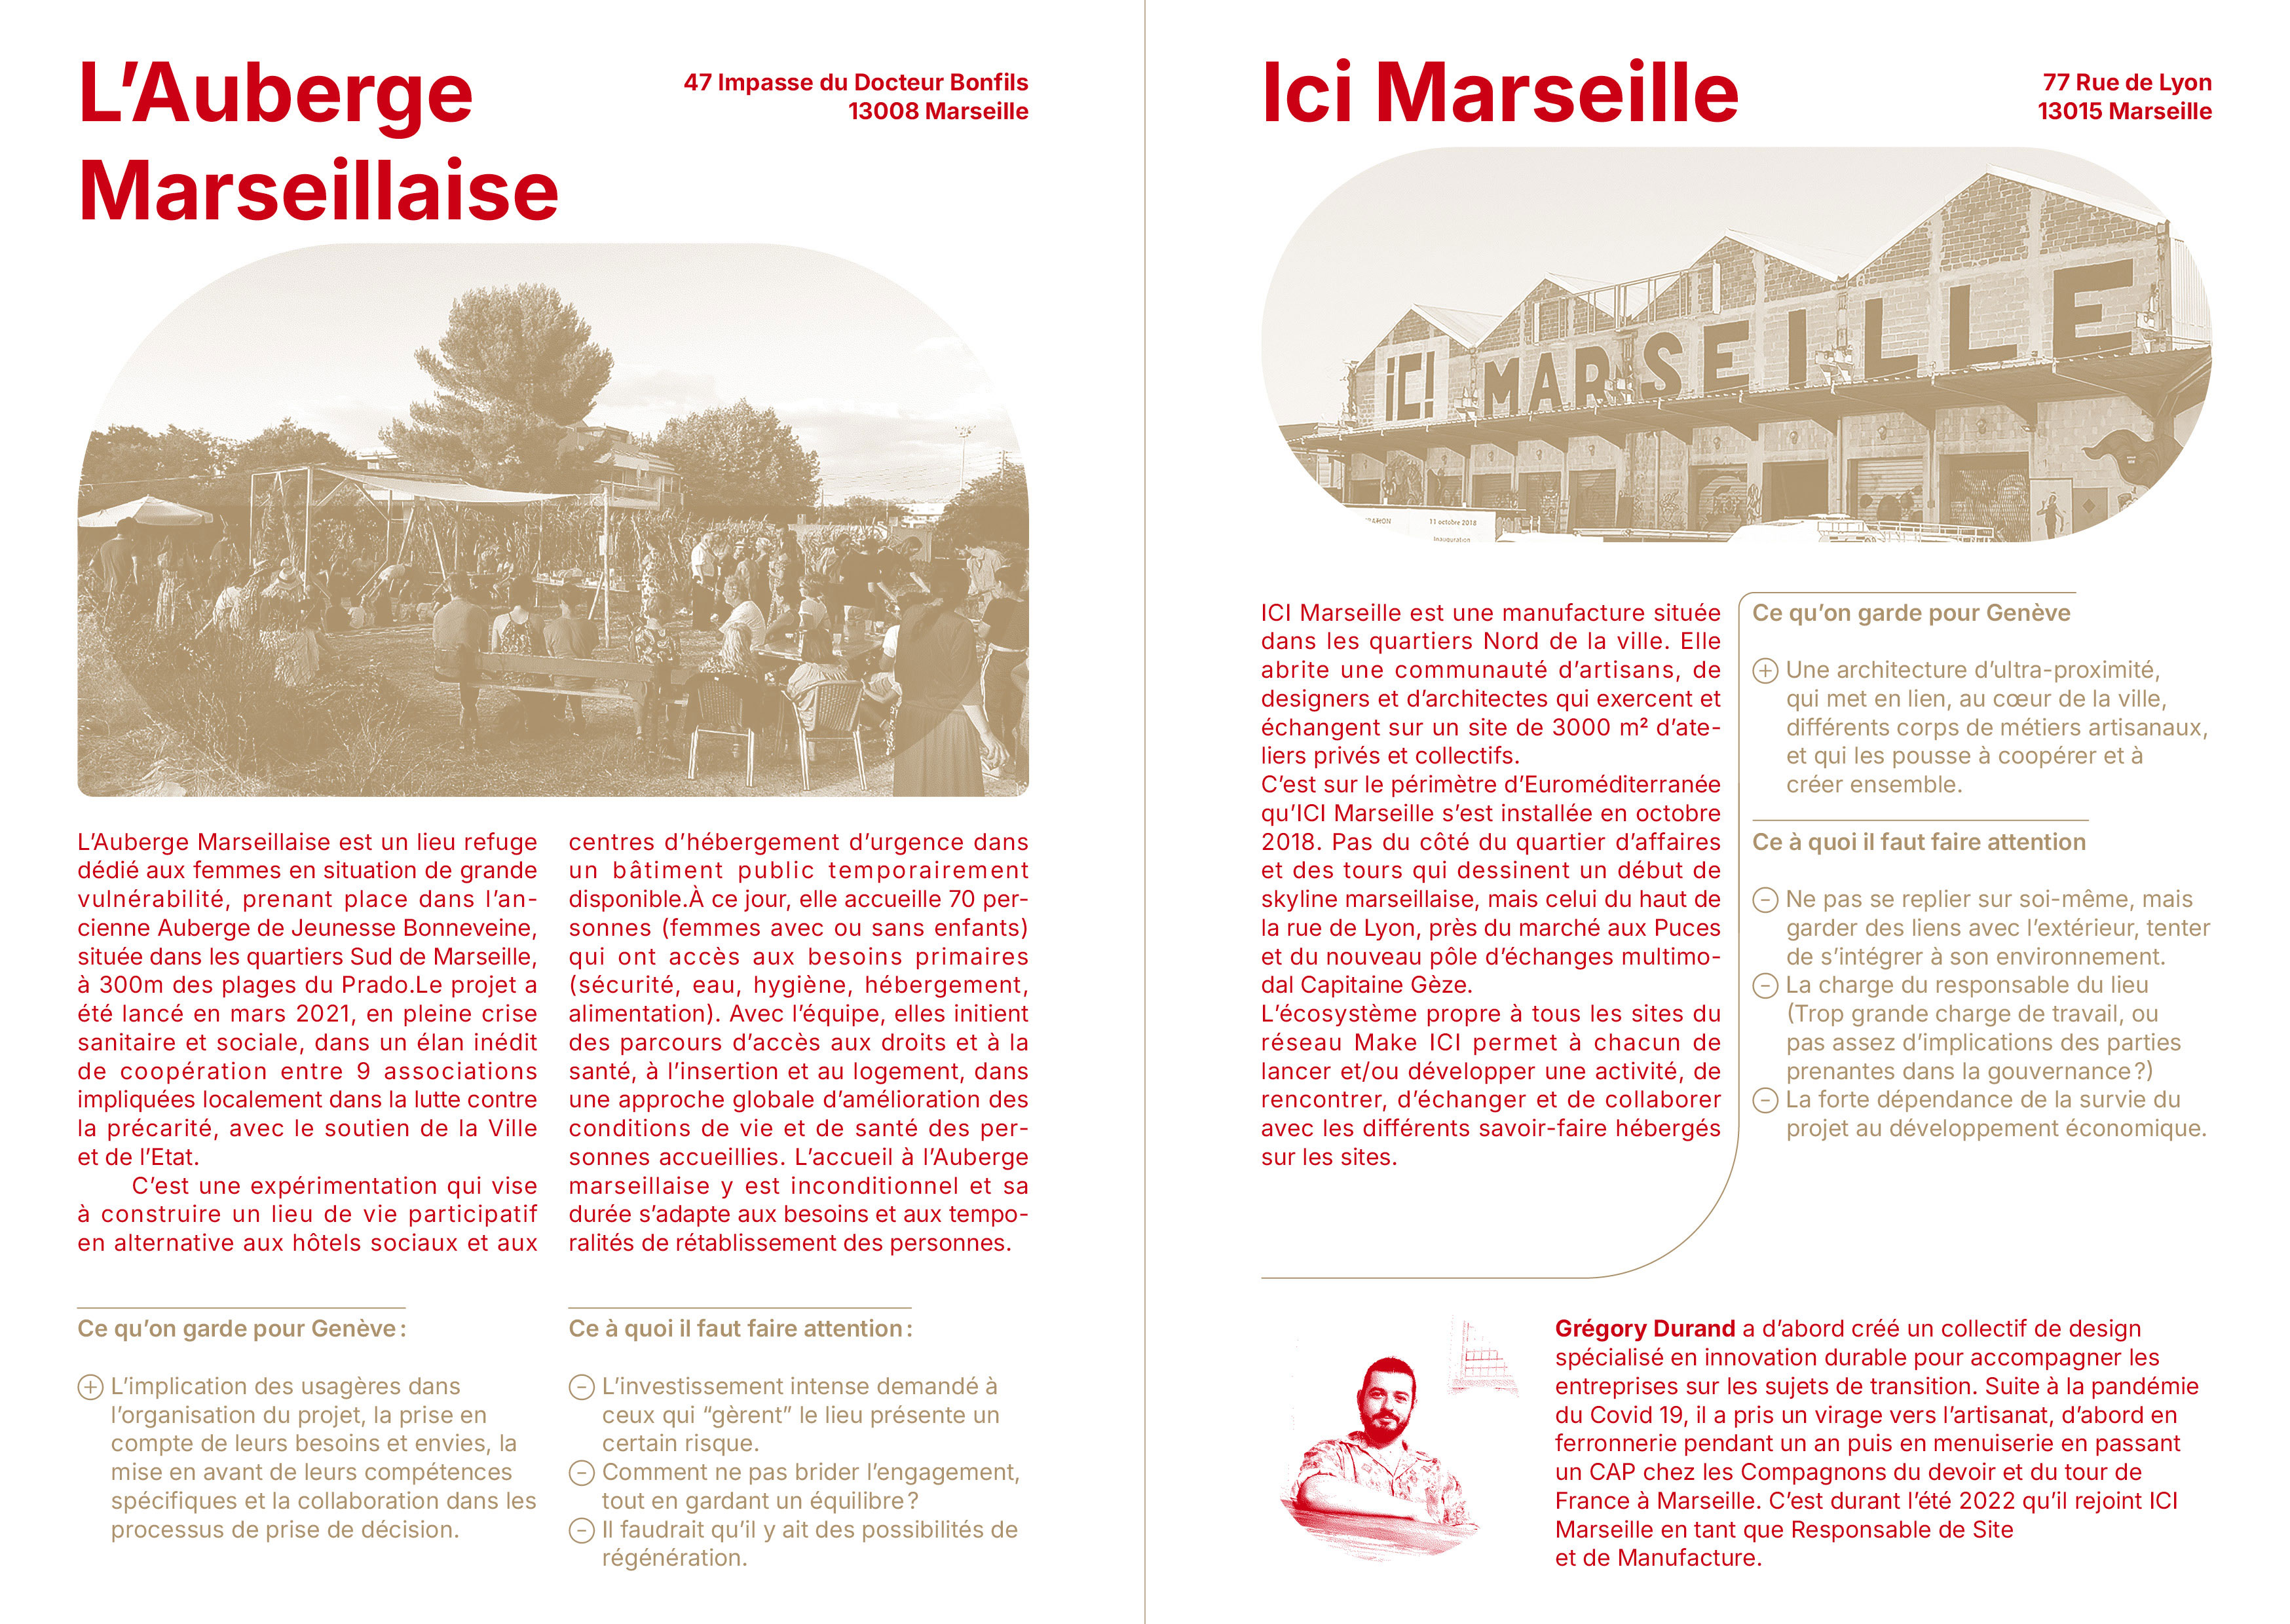 L’Auberge
Marseillaise
47 Impasse du Docteur Bonfils
13008 Marseille
L’Auberge Marseillaise est un lieu refuge
dédié aux femmes en situation de grande
vulnérabilité, prenant place dans l’an-
cienne Auberge de Jeunesse Bonneveine,
située dans les quartiers Sud de Marseille,
à 300m des plages du Prado.Le projet a
été lancé en mars 2021, en pleine crise
sanitaire et sociale, dans un élan inédit
de coopération entre 9 associations
impliquées localement dans la lutte contre
la précarité, avec le soutien de la Ville
et de l’Etat.
C’est une expérimentation qui vise
à construire un lieu de vie participatif
en alternative aux hôtels sociaux et aux
centres d’hébergement d’urgence dans
un bâtiment public temporairement
disponible.À ce jour, elle accueille 70 per-
sonnes (femmes avec ou sans enfants)
qui ont accès aux besoins primaires
(sécurité, eau, hygiène, hébergement,
alimentation). Avec l’équipe, elles initient
des parcours d’accès aux droits et à la
santé, à l’insertion et au logement, dans
une approche globale d’amélioration des
conditions de vie et de santé des per-
sonnes accueillies. L’accueil à l’Auberge
marseillaise y est inconditionnel et sa
durée s’adapte aux besoins et aux tempo-
ralités de rétablissement des personnes.
Ce qu’on garde pour Genève :
+ L’implication des usagères dans
l’organisation du projet, la prise en
compte de leurs besoins et envies, la
mise en avant de leurs compétences
spécifiques et la collaboration dans les
processus de prise de décision.
Ce à quoi il faut faire attention :
- L’investissement intense demandé à
ceux qui “gèrent” le lieu présente un
certain risque.
- Comment ne pas brider l’engagement,
tout en gardant un équilibre ?
- Il faudrait qu’il y ait des possibilités de
régénération.
Ici Marseille
77 Rue de Lyon
13015 Marseille
iCi! MARSEILLE
11 octobre 2018
Inauguration
ICI Marseille est une manufacture située
dans les quartiers Nord de la ville. Elle
abrite une communauté d’artisans, de
designers et d’architectes qui exercent et
échangent sur un site de 3000 m² d’ate-
liers privés et collectifs.
C’est sur le périmètre d’Euroméditerranée
qu’ICI Marseille s’est installée en octobre
2018. Pas du côté du quartier d’affaires
et des tours qui dessinent un début de
skyline marseillaise, mais celui du haut de
la rue de Lyon, près du marché aux Puces
et du nouveau pôle d’échanges multimo-
dal Capitaine Gèze.
L’écosystème propre à tous les sites du
réseau Make ICI permet à chacun de
lancer et/ou développer une activité, de
rencontrer, d’échanger et de collaborer
avec les différents savoir-faire hébergés
sur les sites.
Ce qu’on garde pour Genève
+ Une architecture d’ultra-proximité,
qui met en lien, au cœur de la ville,
différents corps de métiers artisanaux,
et qui les pousse à coopérer et à
créer ensemble.
Ce à quoi il faut faire attention
- Ne pas se replier sur soi-même, mais
garder des liens avec l’extérieur, tenter
de s’intégrer à son environnement.
- La charge du responsable du lieu
(Trop grande charge de travail, ou
pas assez d’implications des parties
prenantes dans la gouvernance ?)
- La forte dépendance de la survie du
projet au développement économique.
Grégory Durand a d’abord créé un collectif de design
spécialisé en innovation durable pour accompagner les
entreprises sur les sujets de transition. Suite à la pandémie
du Covid 19, il a pris un virage vers l’artisanat, d’abord en
ferronnerie pendant un an puis en menuiserie en passant
un CAP chez les Compagnons du devoir et du tour de
France à Marseille. C’est durant l’été 2022 qu’il rejoint ICI
Marseille en tant que Responsable de Site
et de Manufacture.